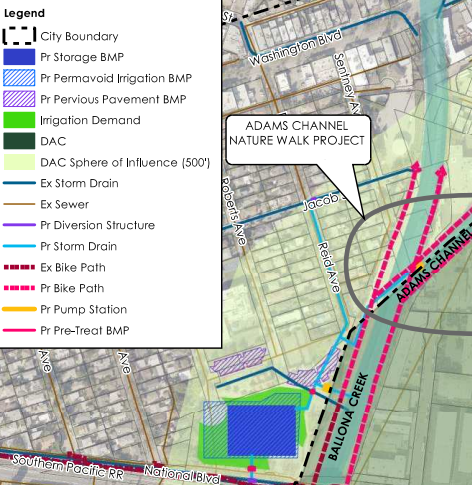 Legend
City Boundary
Pr Storage BMP
Pr Permavoid Irrigation BMP
Pr Pervious Pavement BMP
Irrigation Demand
DAC
DAC Sphere of Influence (500')
Ex Storm Drain
Ex Sewer
Pr Diversion Structure
Pr Storm Drain
Ex Bike Path
Pr Bike Path
Pr Pump Station
Pr Pre-Treat BMP
St
Washington Blvd
Sentney Av
ADAMS CHANNEL
NATURE WALK PROJECT
Roberts Ave
Jacob S
Reid Ave
ADAMS CHANNEL
BALLONA CREEK
Ave
Ave
Southern Pacific RR
National Blvd